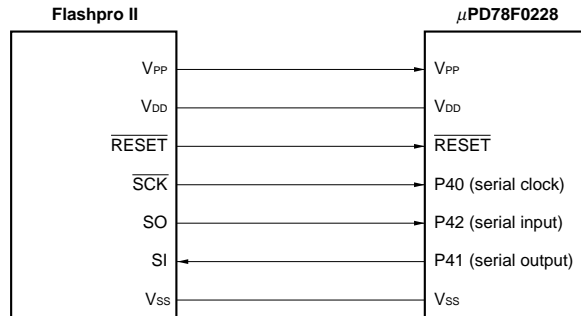 Flashpro II μPD78F0228
VPP VPP
VDD VDD
RESET RESET
SCK P40 (serial clock)
SO P42 (serial input)
SI P41 (serial output)
VSS VSS